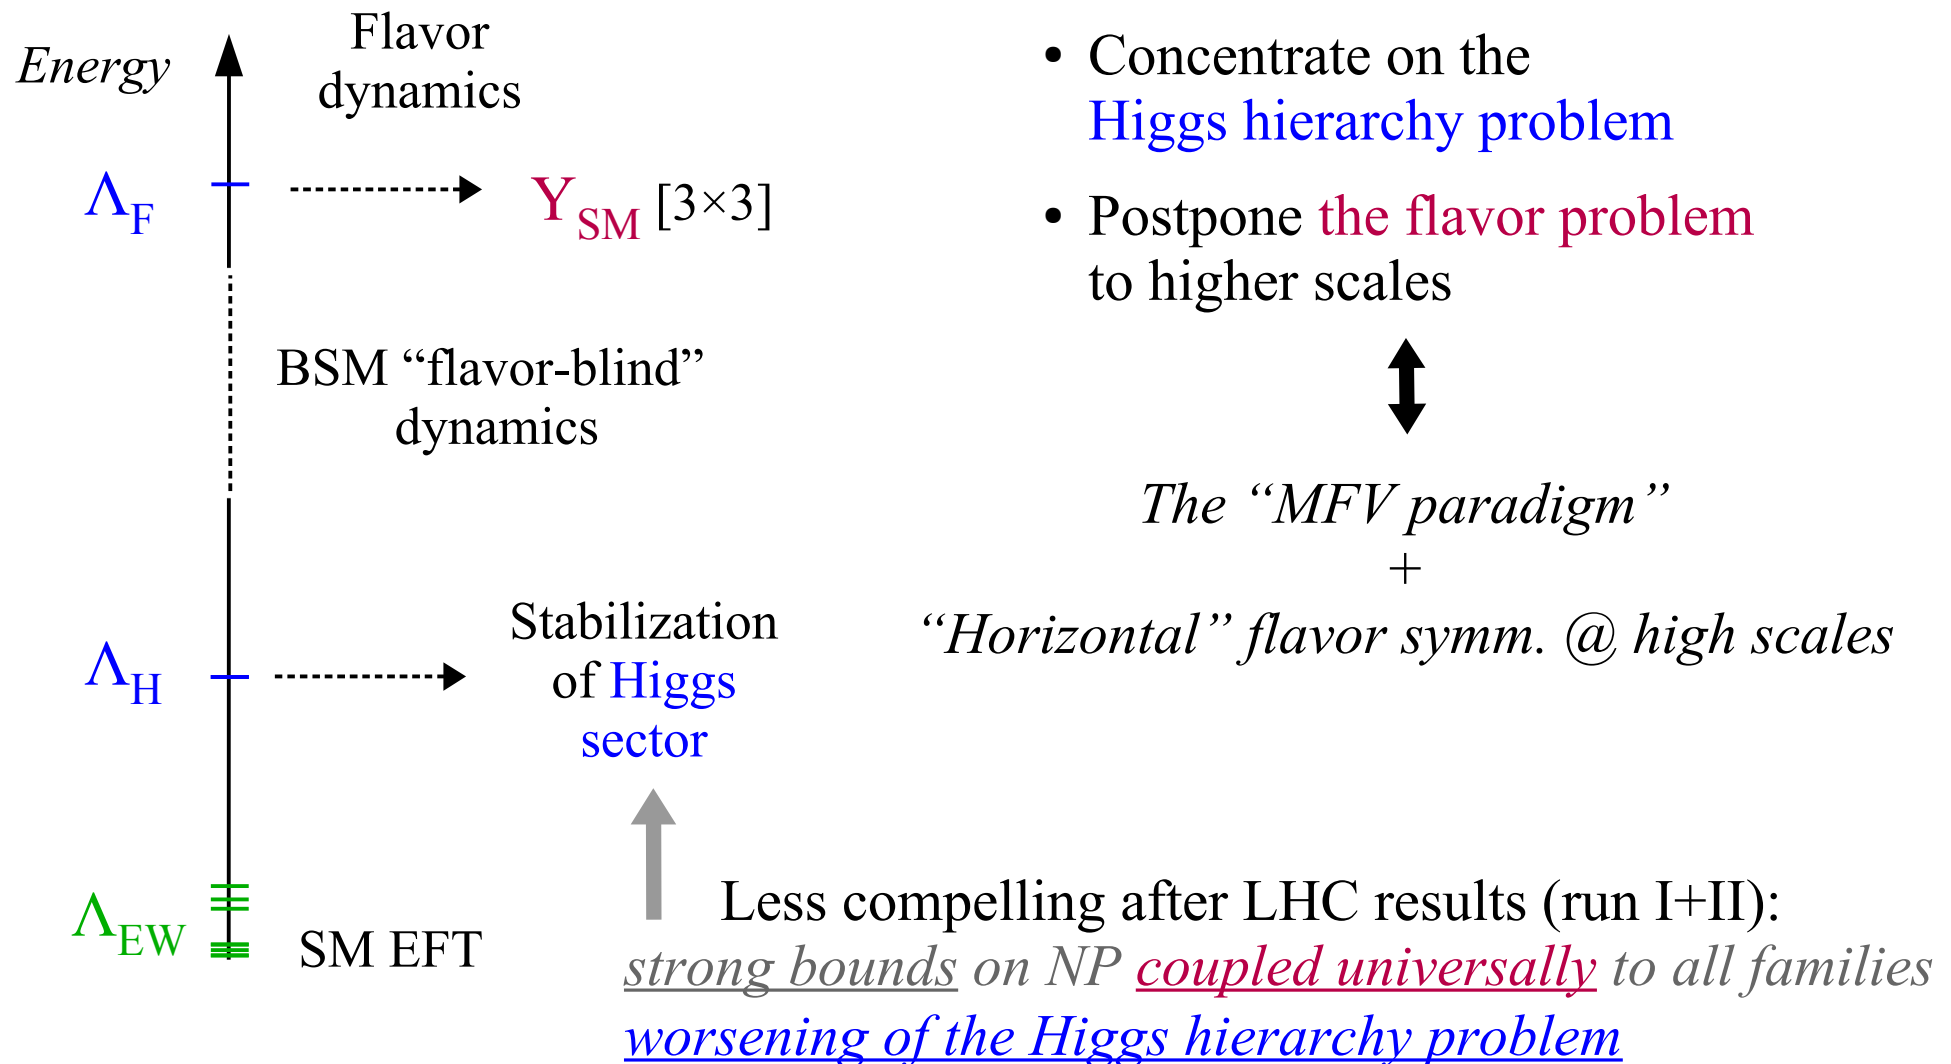 Energy
Flavor
dynamics
Λ_F
Y_SM [3×3]
BSM “flavor-blind”
dynamics
Λ_H
Stabilization
of Higgs
sector
Λ_EW
SM EFT
• Concentrate on the
Higgs hierarchy problem
• Postpone the flavor problem
to higher scales
The “MFV paradigm”
+
“Horizontal” flavor symm. @ high scales
Less compelling after LHC results (run I+II):
strong bounds on NP coupled universally to all families
worsening of the Higgs hierarchy problem